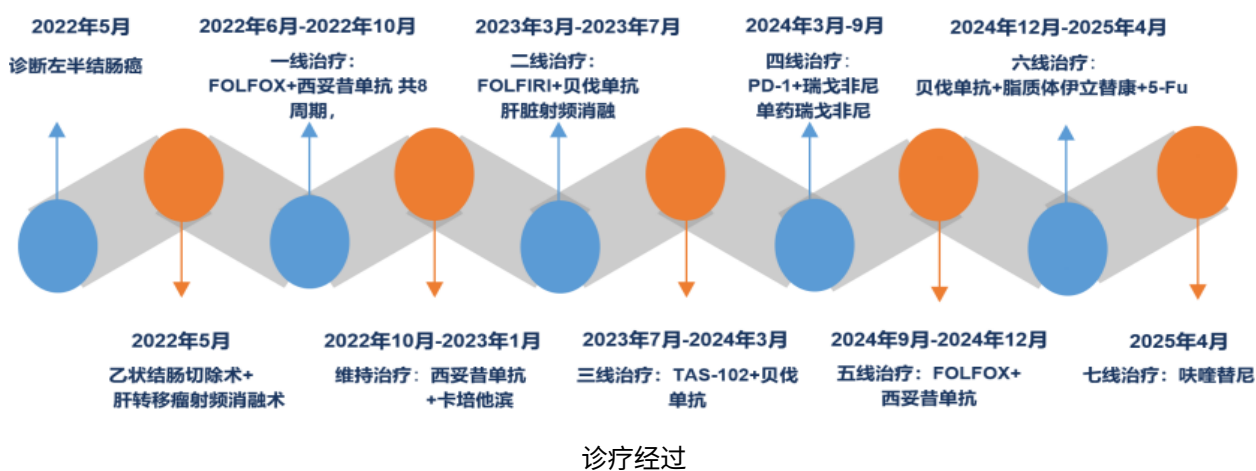 2022年5月
诊断左半结肠癌
2022年6月-2022年10月
一线治疗：
FOLFOX+西妥昔单抗 共8
周期，
2023年3月-2023年7月
二线治疗：
FOLFIRI+贝伐单抗
肝脏射频消融
2024年3月-9月
四线治疗：
PD-1+瑞戈非尼
单药瑞戈非尼
2024年12月-2025年4月
六线治疗：
贝伐单抗+脂质体伊立替康+5-Fu
2022年5月
乙状结肠切除术+
肝转移瘤射频消融术
2022年10月-2023年1月
维持治疗：西妥昔单抗
+卡培他滨
2023年7月-2024年3月
三线治疗：TAS-102+贝伐
单抗
2024年9月-2024年12月
五线治疗：FOLFOX+
西妥昔单抗
2025年4月
七线治疗：呋喹替尼
诊疗经过